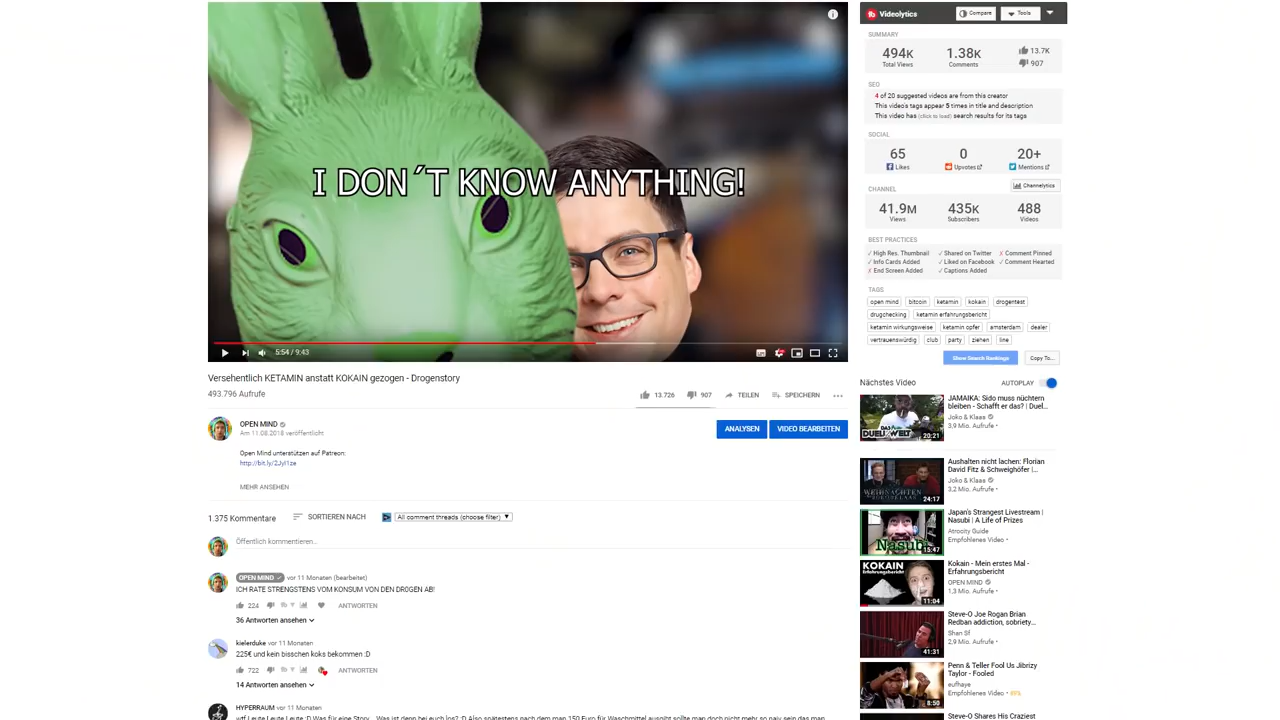 I DON´T KNOW ANYTHING!
5:54 / 9:43
Versehentlich KETAMIN anstatt KOKAIN gezogen - Drogenstory
493.796 Aufrufe
13.726 907 TEILEN SPEICHERN
OPEN MIND
Am 11.08.2018 veröffentlicht
ANALYSEN VIDEO BEARBEITEN
Open Mind unterstützen auf Patreon:
http://bit.ly/2JyI1ze
MEHR ANSEHEN
1.375 Kommentare SORTIEREN NACH All comment threads (choose filter)
Öffentlich kommentieren...
OPEN MIND vor 11 Monaten (bearbeitet)
ICH RATE STRENGSTENS VOM KONSUM VON DEN DROGEN AB!
224 ANTWORTEN
36 Antworten ansehen
kielerduke vor 11 Monaten
225€ und kein bisschen koks bekommen :D
722 ANTWORTEN
14 Antworten ansehen
HYPERRAUM vor 11 Monaten
Videolytics Compare Tools
SUMMARY
494K 1.38K 13.7K
Total Views Comments 907
SEO
4 of 20 suggested videos are from this creator
This video's tags appear 5 times in title and description
This video has (click to load) search results for its tags
SOCIAL
65 0 20+
Likes Upvotes Mentions
CHANNEL Channelytics
41.9M 435K 488
Views Subscribers Videos
BEST PRACTICES
✓ High Res. Thumbnail ✓ Shared on Twitter ✗ Comment Pinned
✓ Info Cards Added ✓ Liked on Facebook ✓ Comment Hearted
✗ End Screen Added ✓ Captions Added
TAGS
open mind bitcoin ketamin kokain drogentest
drugchecking ketamin erfahrungsbericht
ketamin wirkungsweise ketamin opfer amsterdam dealer
vertrauenswürdig club party ziehen line
Show Search Rankings Copy To...
Nächstes Video AUTOPLAY
JAMAIKA: Sido muss nüchtern
bleiben - Schafft er das? | Duel...
Joko & Klaas
3,9 Mio. Aufrufe •
DAS
DUELL WELT
20:21
Aushalten nicht lachen: Florian
David Fitz & Schweighöfer |...
Joko & Klaas
3,2 Mio. Aufrufe •
24:17
Japan's Strangest Livestream |
Nasubi | A Life of Prizes
Atrocity Guide
Empfohlenes Video •
Nasubi
15:47
Kokain - Mein erstes Mal -
Erfahrungsbericht
OPEN MIND
1,3 Mio. Aufrufe •
KOKAIN
Erfahrungsbericht
11:04
Steve-O Joe Rogan Brian
Redban addiction, sobriety...
Shan Sf
2,9 Mio. Aufrufe •
41:31
Penn & Teller Fool Us Jibrizy
Taylor - Fooled
eufhaye
Empfohlenes Video •
8:50
Steve-O Shares His Craziest